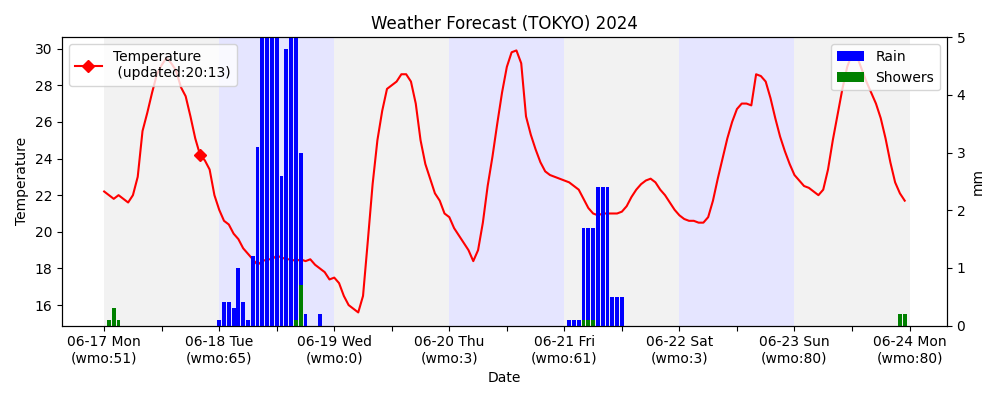 Weather Forecast (TOKYO) 2024
Temperature
(updated:20:13)
Rain
Showers
30
28
26
24
22
20
18
16
Temperature
5
4
3
2
1
0
mm
06-17 Mon
(wmo:51)
06-18 Tue
(wmo:65)
06-19 Wed
(wmo:0)
06-20 Thu
(wmo:3)
06-21 Fri
(wmo:61)
06-22 Sat
(wmo:3)
06-23 Sun
(wmo:80)
06-24 Mon
(wmo:80)
Date